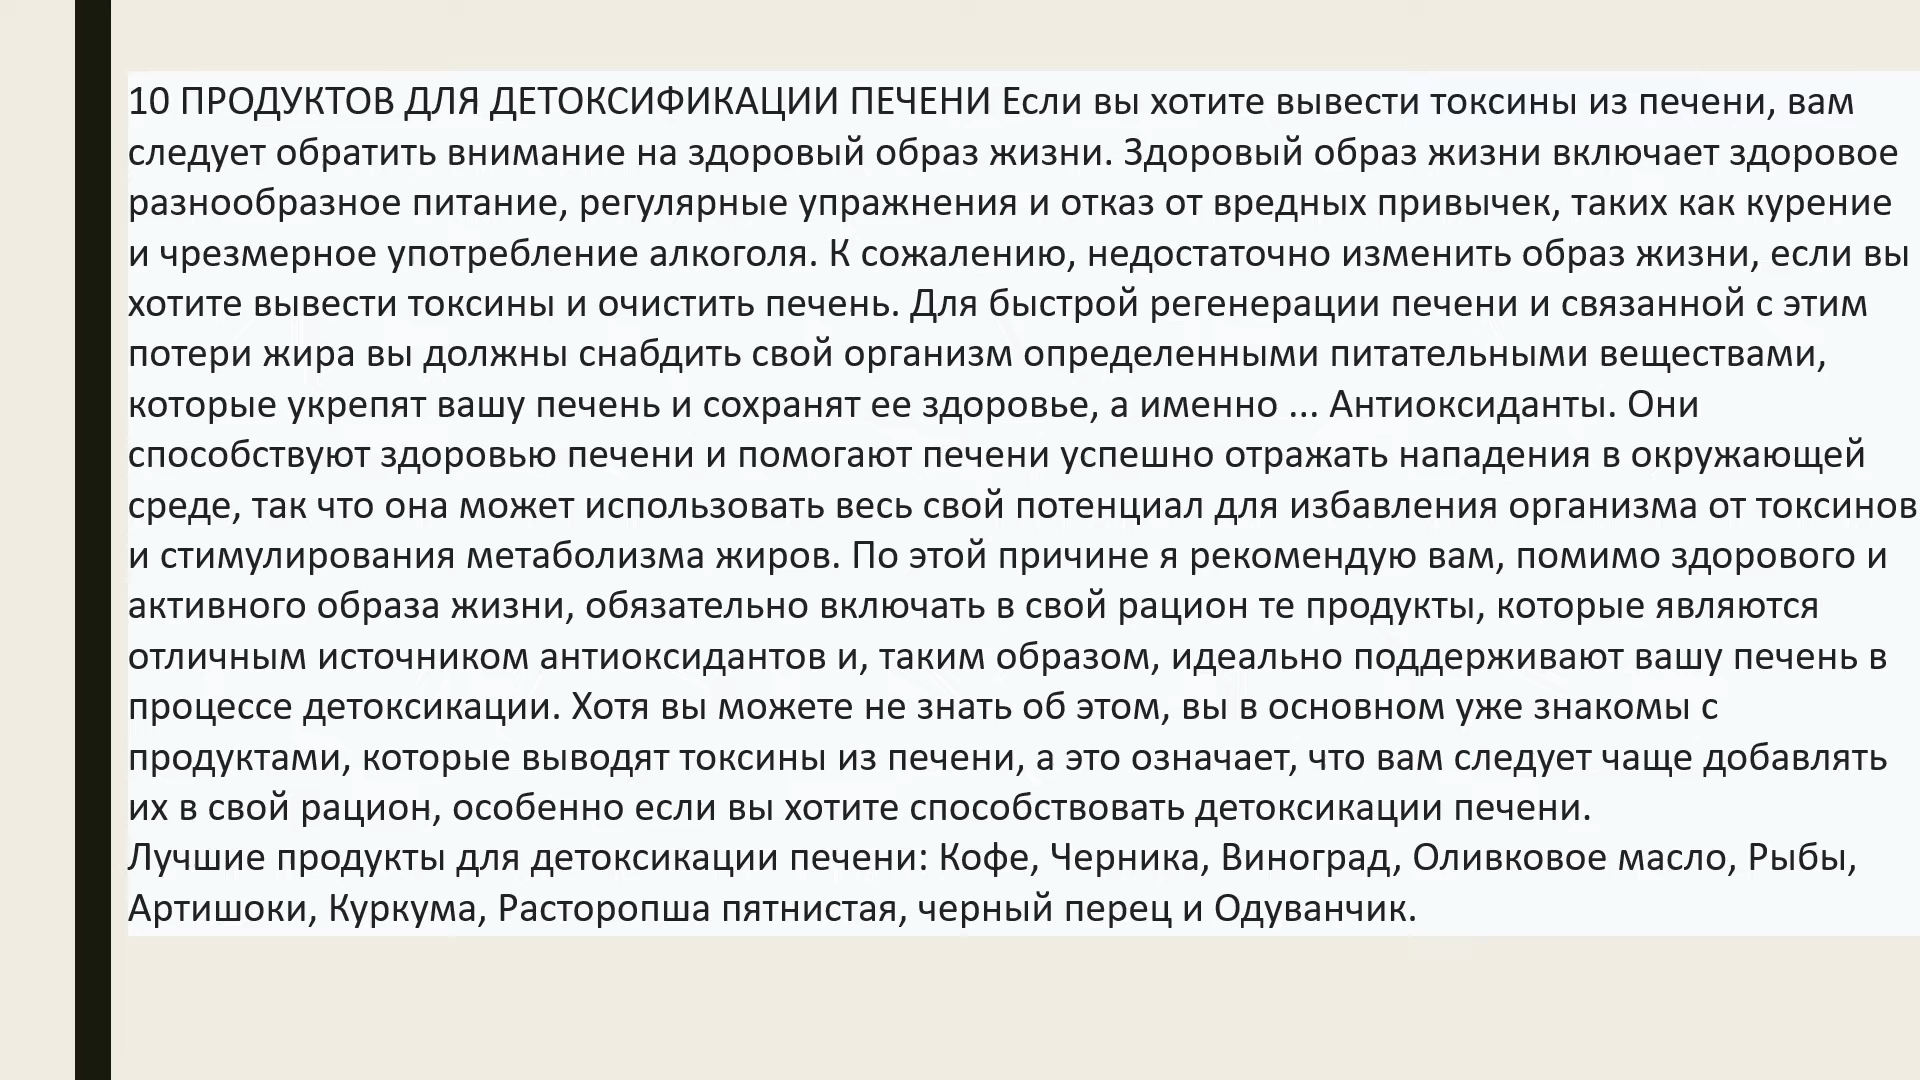 10 ПРОДУКТОВ ДЛЯ ДЕТОКСИФИКАЦИИ ПЕЧЕНИ Если вы хотите вывести токсины из печени, вам
следует обратить внимание на здоровый образ жизни. Здоровый образ жизни включает здоровое
разнообразное питание, регулярные упражнения и отказ от вредных привычек, таких как курение
и чрезмерное употребление алкоголя. К сожалению, недостаточно изменить образ жизни, если вы
хотите вывести токсины и очистить печень. Для быстрой регенерации печени и связанной с этим
потери жира вы должны снабдить свой организм определенными питательными веществами,
которые укрепят вашу печень и сохранят ее здоровье, а именно ... Антиоксиданты. Они
способствуют здоровью печени и помогают печени успешно отражать нападения в окружающей
среде, так что она может использовать весь свой потенциал для избавления организма от токсинов
и стимулирования метаболизма жиров. По этой причине я рекомендую вам, помимо здорового и
активного образа жизни, обязательно включать в свой рацион те продукты, которые являются
отличным источником антиоксидантов и, таким образом, идеально поддерживают вашу печень в
процессе детоксикации. Хотя вы можете не знать об этом, вы в основном уже знакомы с
продуктами, которые выводят токсины из печени, а это означает, что вам следует чаще добавлять
их в свой рацион, особенно если вы хотите способствовать детоксикации печени.
Лучшие продукты для детоксикации печени: Кофе, Черника, Виноград, Оливковое масло, Рыбы,
Артишоки, Куркума, Расторопша пятнистая, черный перец и Одуванчик.